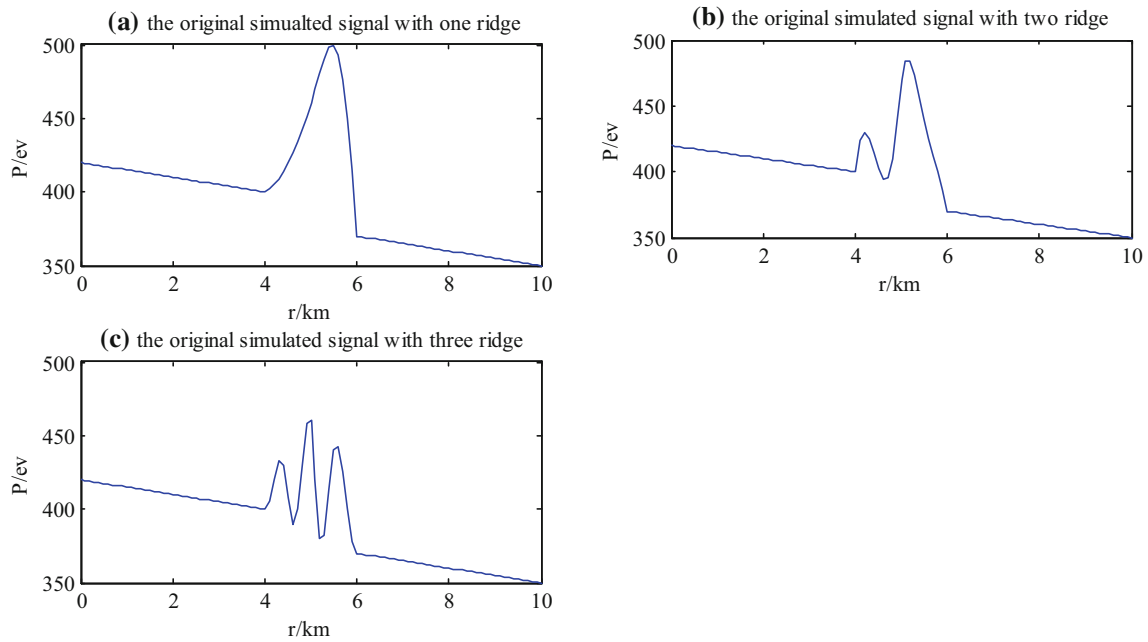 (a) the original simualted signal with one ridge
500
450
400
350
P/ev
0 2 4 6 8 10
r/km
(b) the original simulated signal with two ridge
500
450
400
350
P/ev
0 2 4 6 8 10
r/km
(c) the original simulated signal with three ridge
500
450
400
350
P/ev
0 2 4 6 8 10
r/km